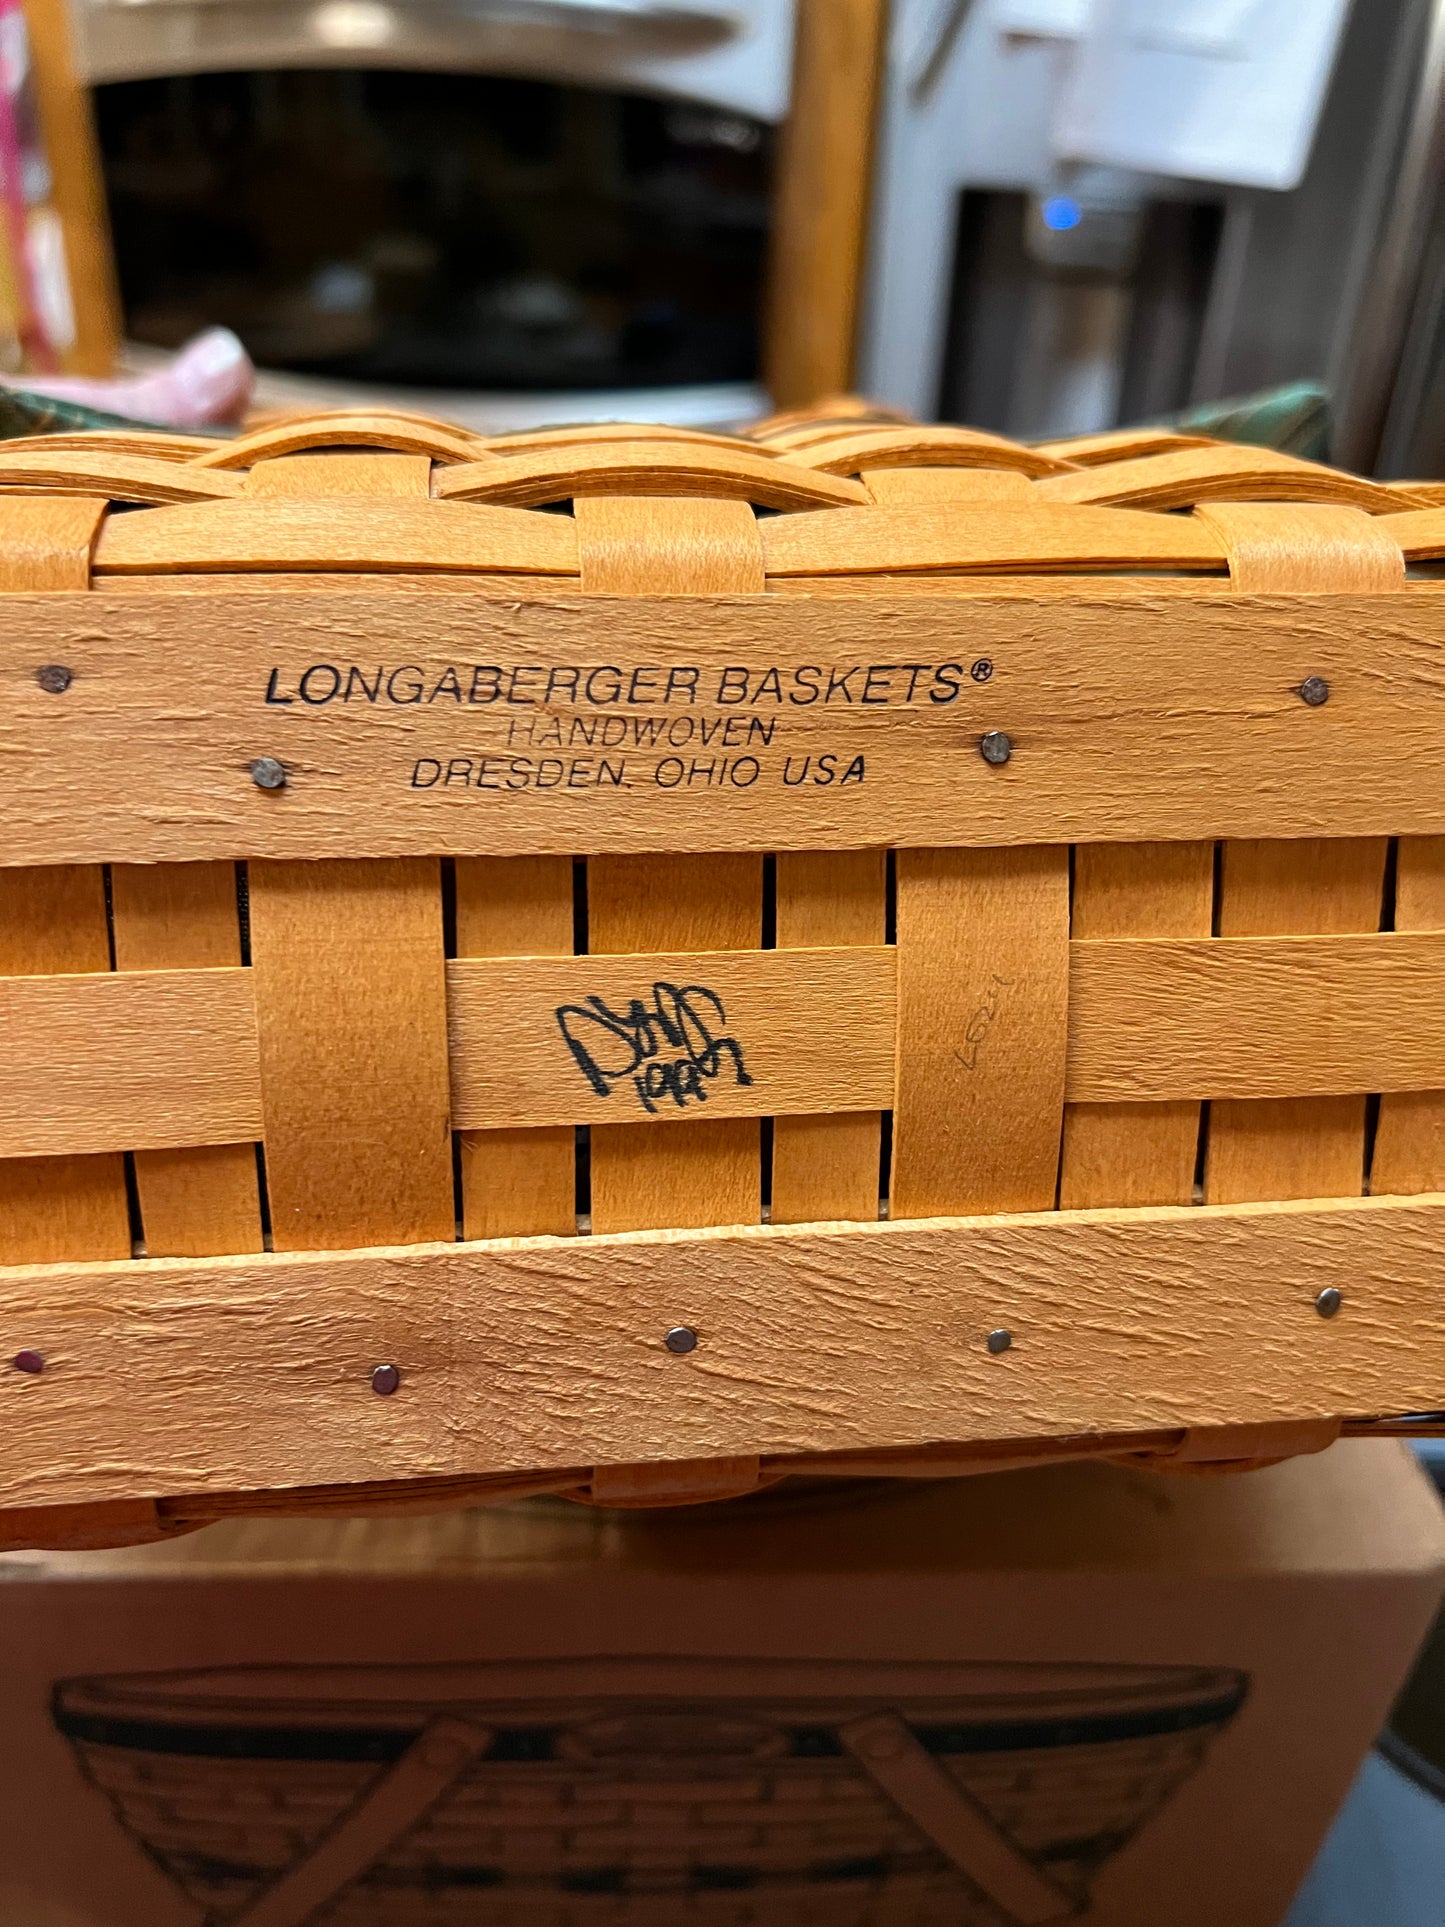 LONGABERGER BASKETS®
HANDWOVEN
DRESDEN, OHIO USA